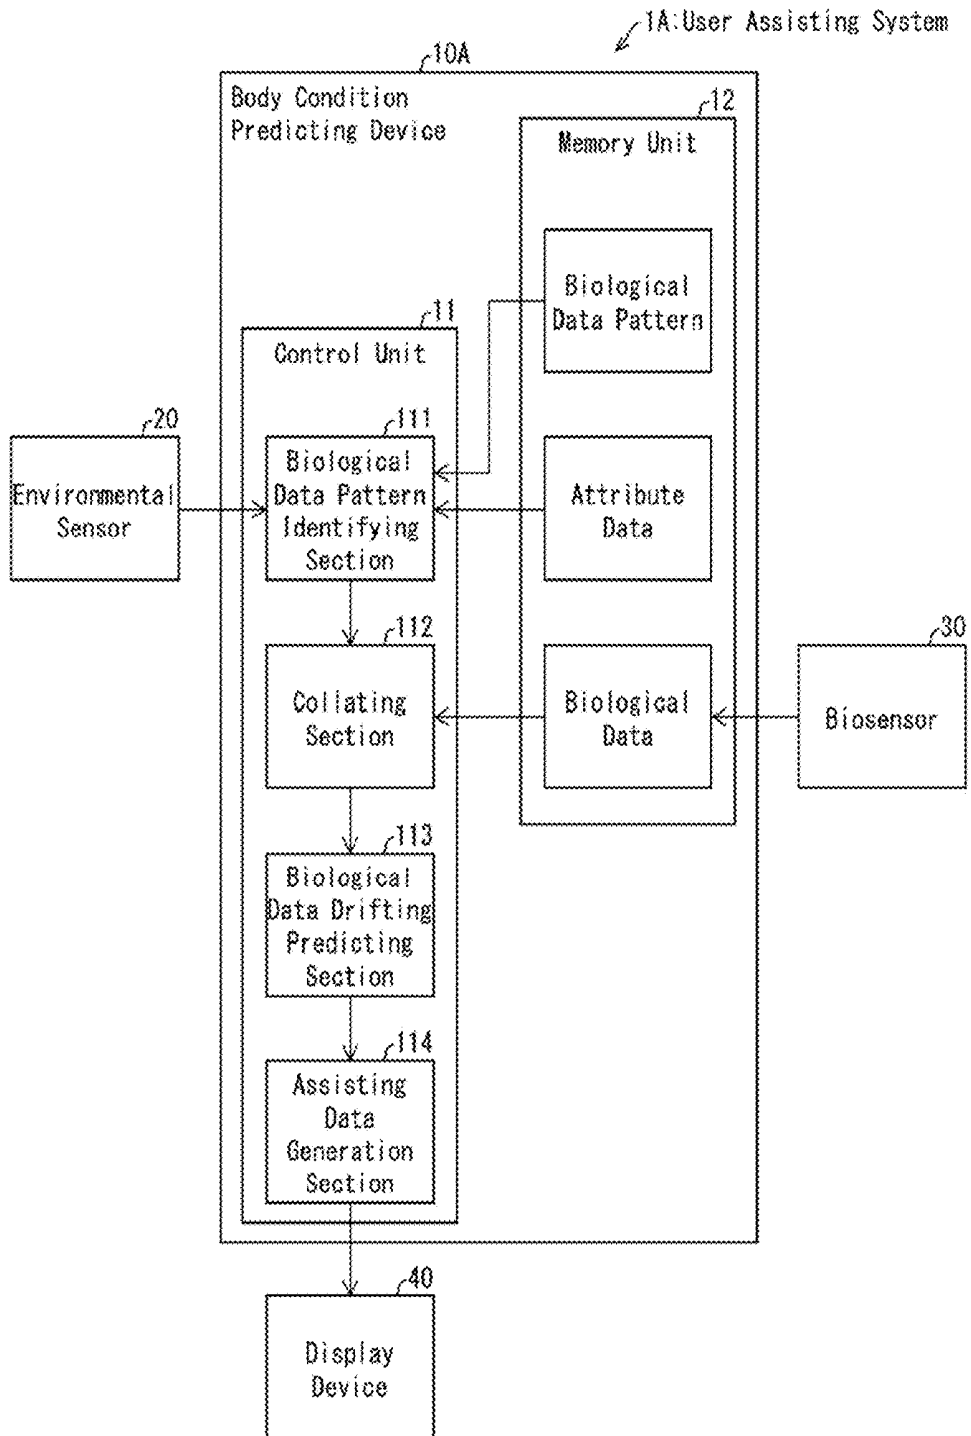 1A:User Assisting System
10A
Body Condition
Predicting Device
12
Memory Unit
Biological
Data Pattern
11
Control Unit
20
Environmental
Sensor
111
Biological
Data Pattern
Identifying
Section
Attribute
Data
112
Collating
Section
Biological
Data
30
Biosensor
113
Biological
Data Drifting
Predicting
Section
114
Assisting
Data
Generation
Section
40
Display
Device